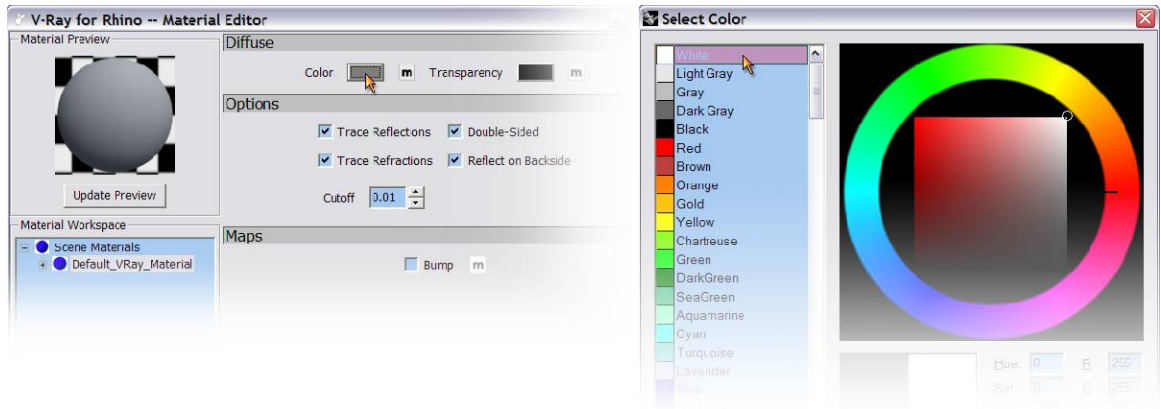 V-Ray for Rhino -- Material Editor
Material Preview
Update Preview
Material Workspace
Scene Materials
Default_VRay_Material
Diffuse
Color m Transparency m
Options
Trace Reflections Double-Sided
Trace Refractions Reflect on Backside
Cutoff 0.01
Maps
Bump m
Select Color
White
Light Gray
Gray
Dark Gray
Black
Red
Brown
Orange
Gold
Yellow
Chartreuse
Green
DarkGreen
SeaGreen
Aquamarine
Cyan
Turquoise
Lavender
Blue
Hue: 0 R: 255
Sat: 0 G: 255